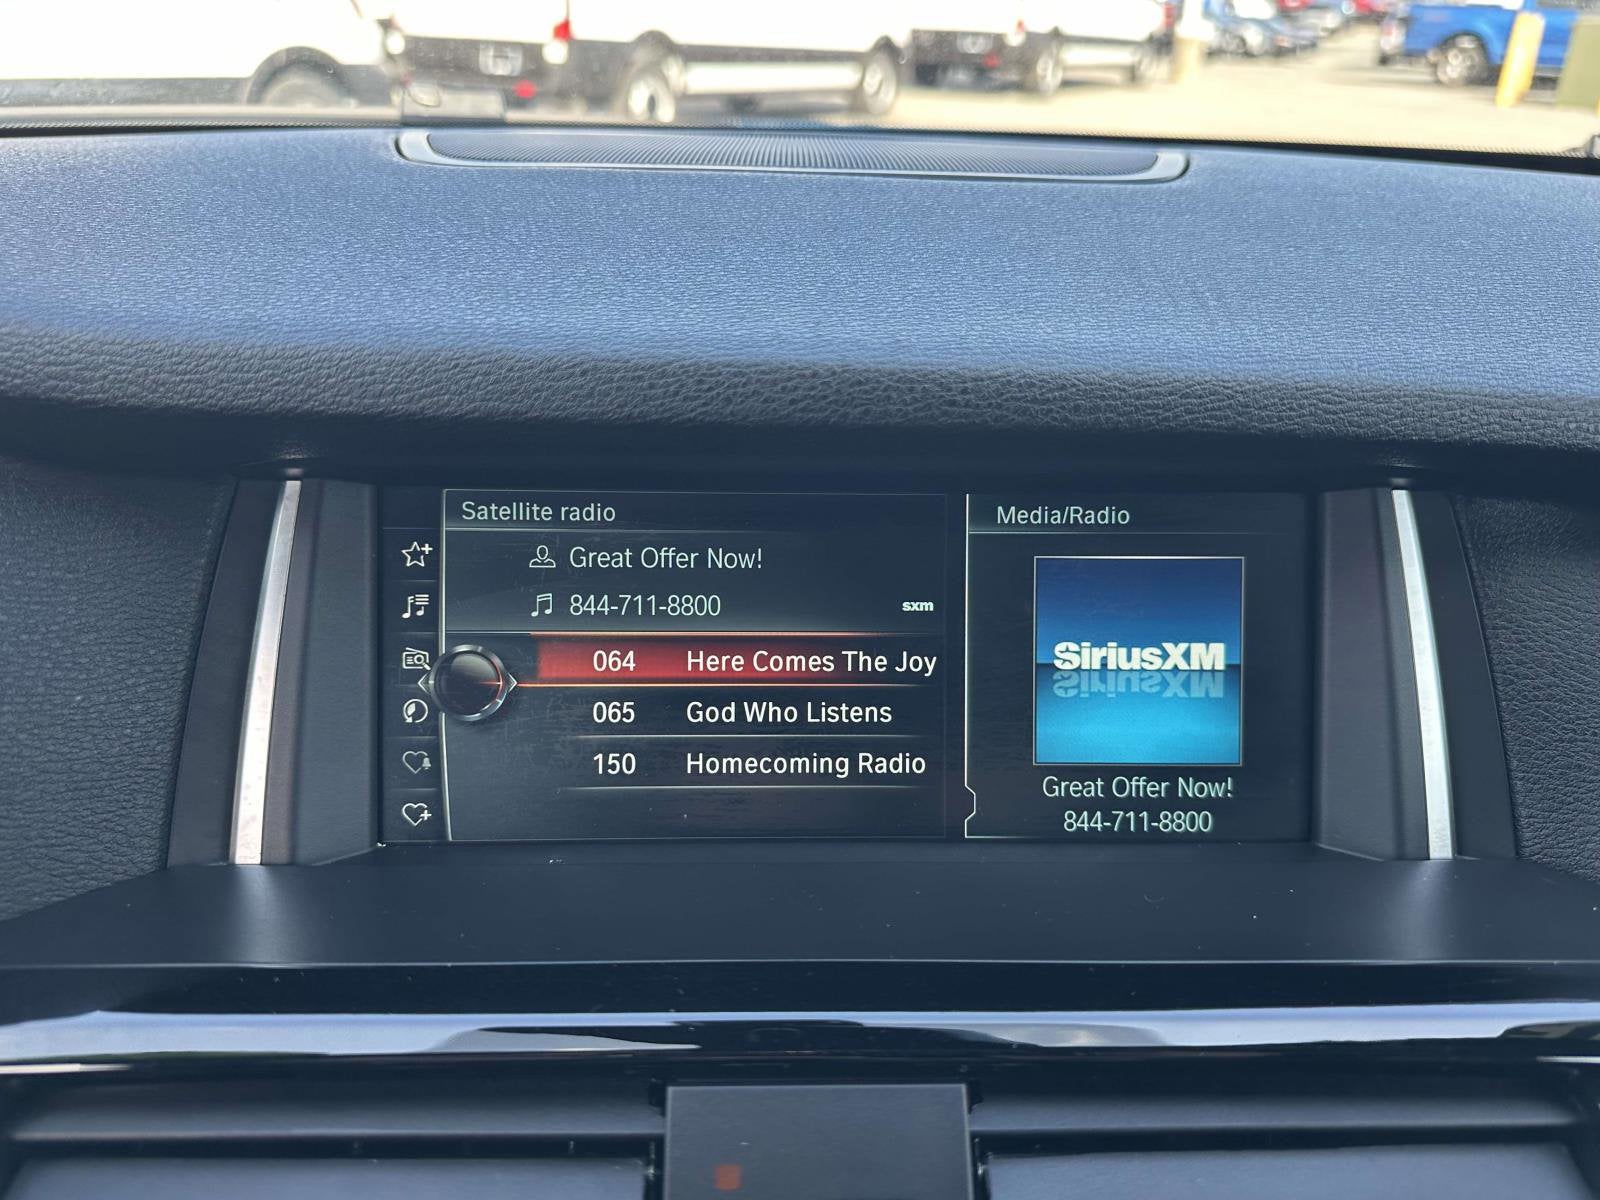 Satellite radio
Great Offer Now!
844-711-8800
sxm
064 Here Comes The Joy
065 God Who Listens
150 Homecoming Radio
Media/Radio
SiriusXM
Great Offer Now!
844-711-8800